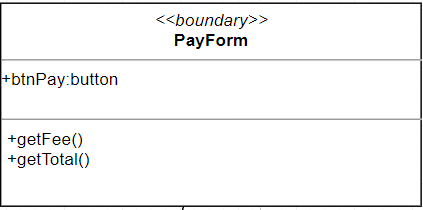 <<boundary>>
PayForm
+btnPay:button
+getFee()
+getTotal()